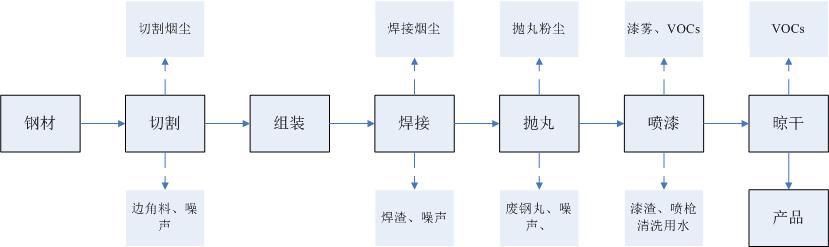 切割烟尘
焊接烟尘
抛丸粉尘
漆雾、VOCs
VOCs
钢材
切割
组装
焊接
抛丸
喷漆
晾干
边角料、噪
声
焊渣、噪声
废钢丸、噪
声、
漆渣、喷枪
清洗用水
产品